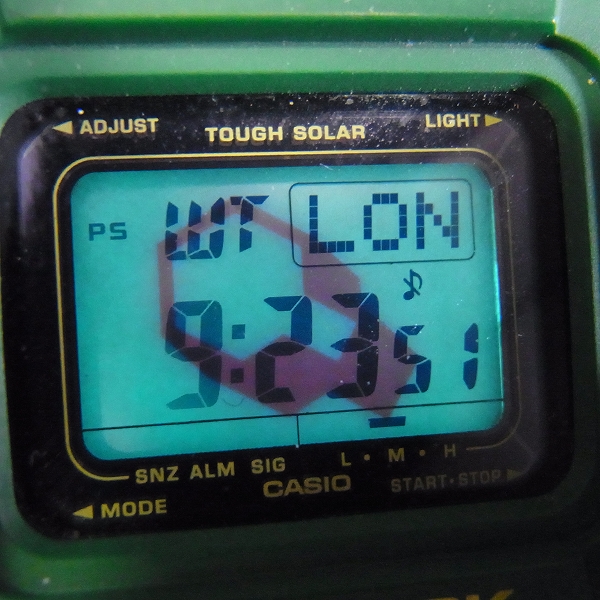 ◄ADJUST TOUGH SOLAR LIGHT►
PS WT LON
9:23 51
SNZ ALM SIG L • M • H
CASIO START·STOP►
◄MODE